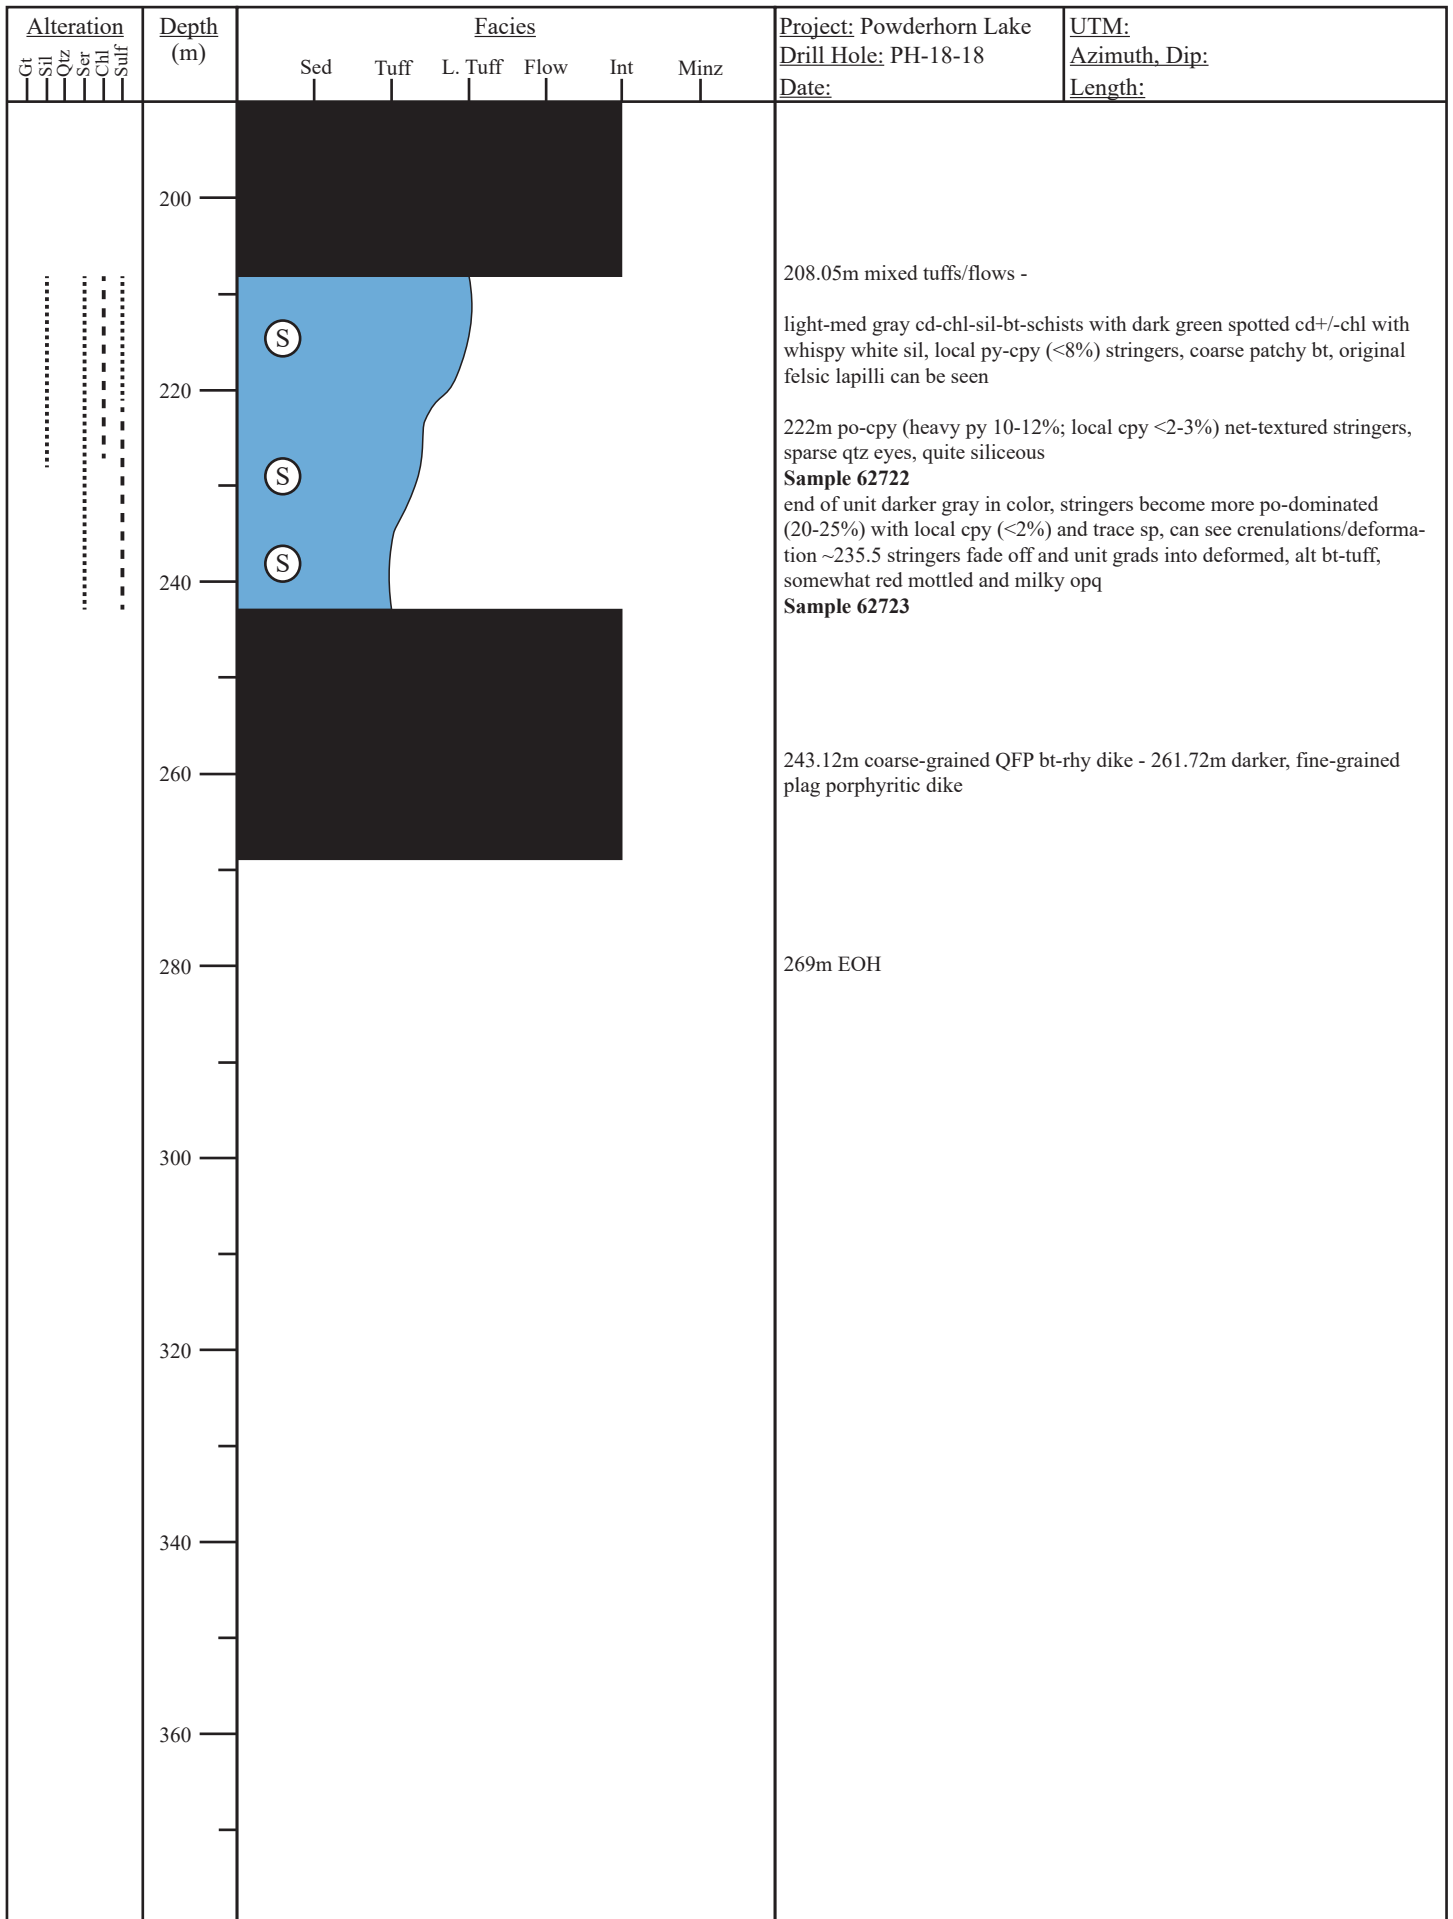 Alteration
Gt
Sil
Qtz
Ser
Chl
Sulf
Depth
(m)
Facies
Sed Tuff L. Tuff Flow Int Minz
Project: Powderhorn Lake
Drill Hole: PH-18-18
Date:
UTM:
Azimuth, Dip:
Length:
200
220
240
260
280
300
320
340
360
S
S
S
208.05m mixed tuffs/flows -
light-med gray cd-chl-sil-bt-schists with dark green spotted cd+/-chl with
whispy white sil, local py-cpy (<8%) stringers, coarse patchy bt, original
felsic lapilli can be seen
222m po-cpy (heavy py 10-12%; local cpy <2-3%) net-textured stringers,
sparse qtz eyes, quite siliceous
Sample 62722
end of unit darker gray in color, stringers become more po-dominated
(20-25%) with local cpy (<2%) and trace sp, can see crenulations/deforma-
tion ~235.5 stringers fade off and unit grads into deformed, alt bt-tuff,
somewhat red mottled and milky opq
Sample 62723
243.12m coarse-grained QFP bt-rhy dike - 261.72m darker, fine-grained
plag porphyritic dike
269m EOH